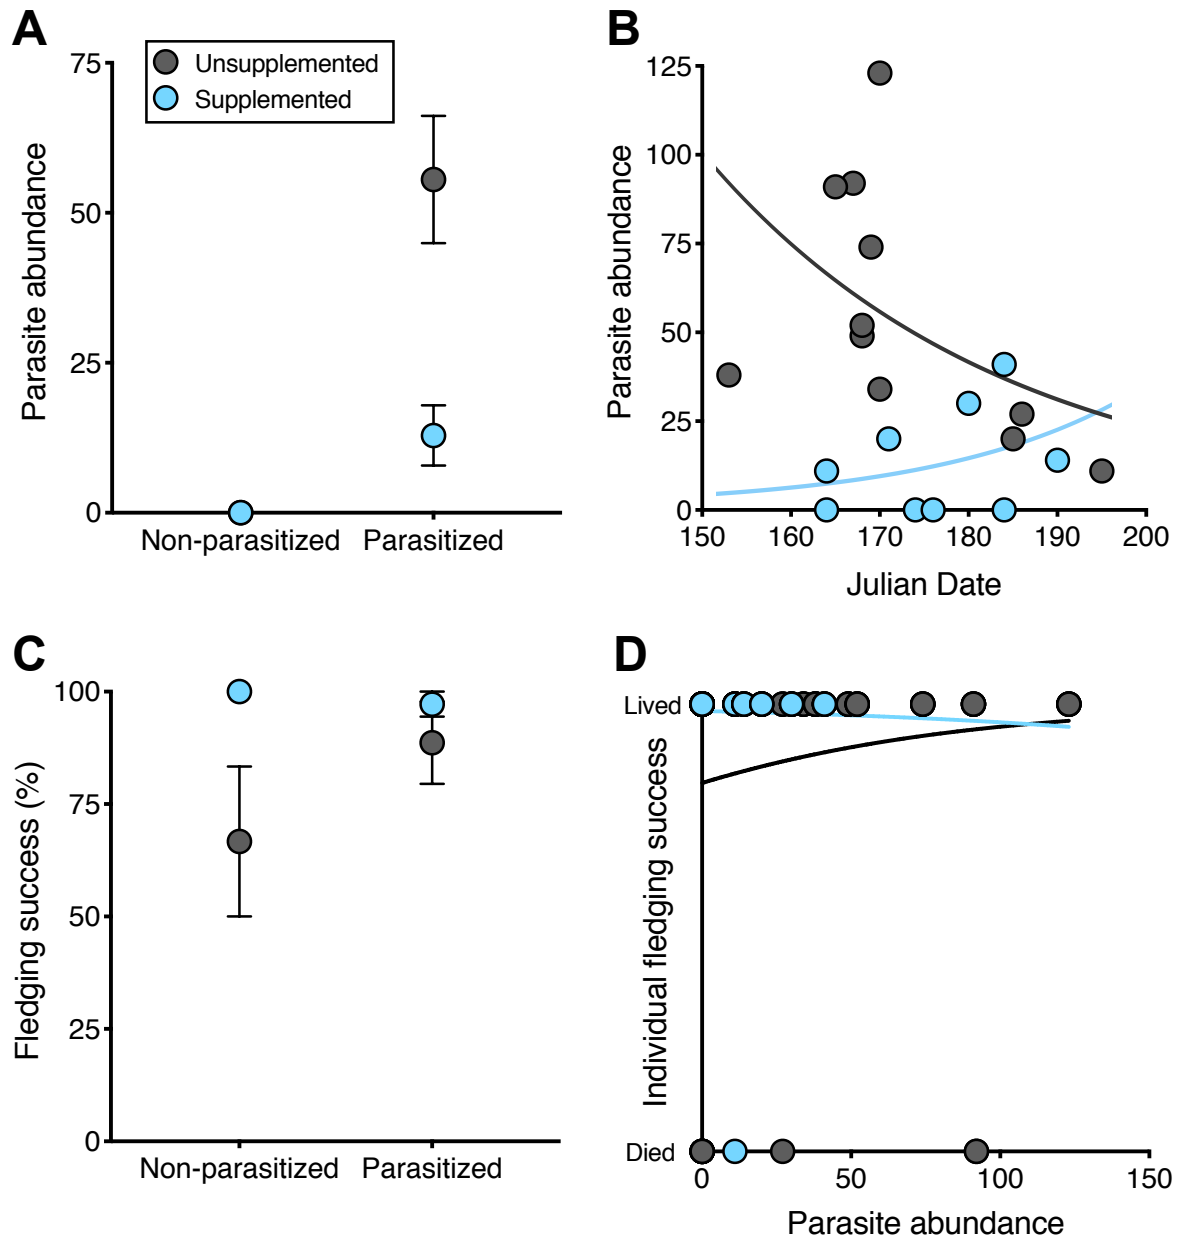 A
Unsupplemented
Supplemented
75
50
25
0
Parasite abundance
Non-parasitized
Parasitized
B
125
100
75
50
25
0
Parasite abundance
150
160
170
180
190
200
Julian Date
C
100
75
50
25
0
Fledging success (%)
Non-parasitized
Parasitized
D
Lived
Died
Individual fledging success
0
50
100
150
Parasite abundance